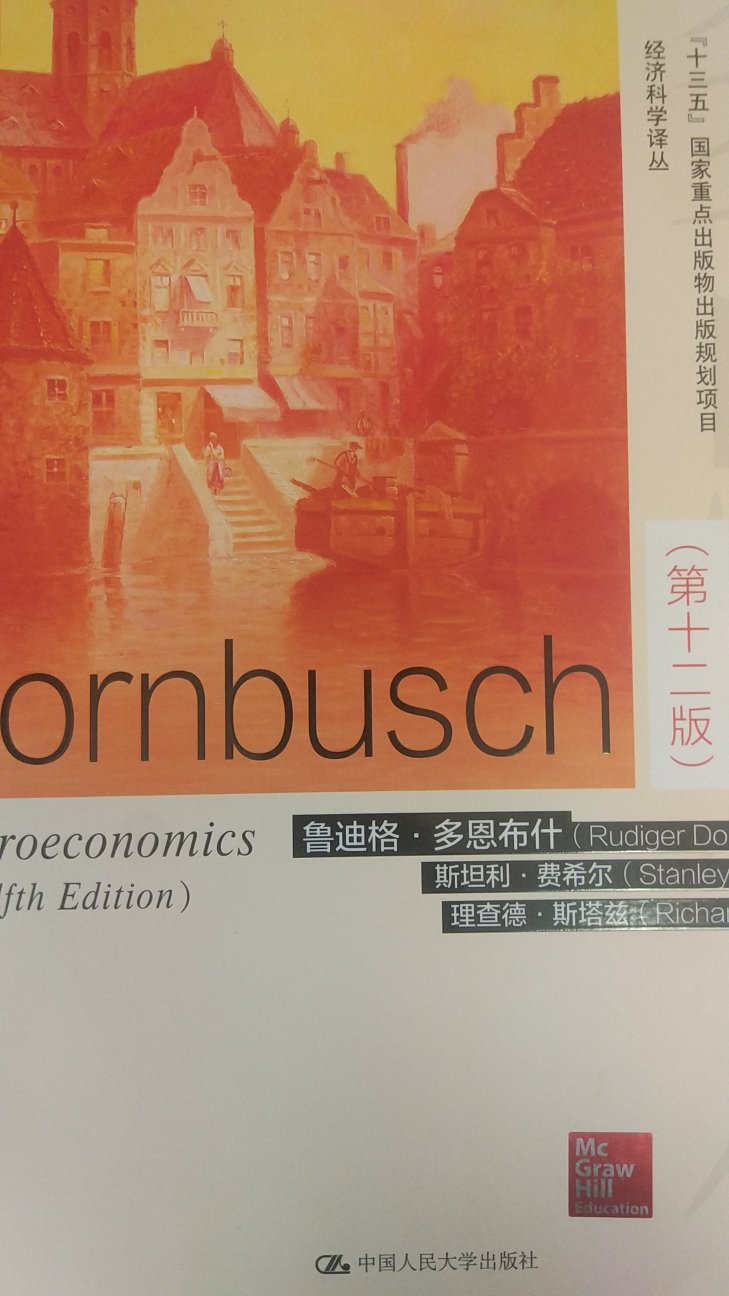 『十三五』国家重点出版物出版规划项目
经济科学译丛
（第十二版）
ornbusch
roeconomics
lfth Edition)
鲁迪格·多恩布什（Rudiger Do
斯坦利·费希尔（Stanley
理查德·斯塔兹（Richar
Mc
Graw
Hill
Education
中国人民大学出版社